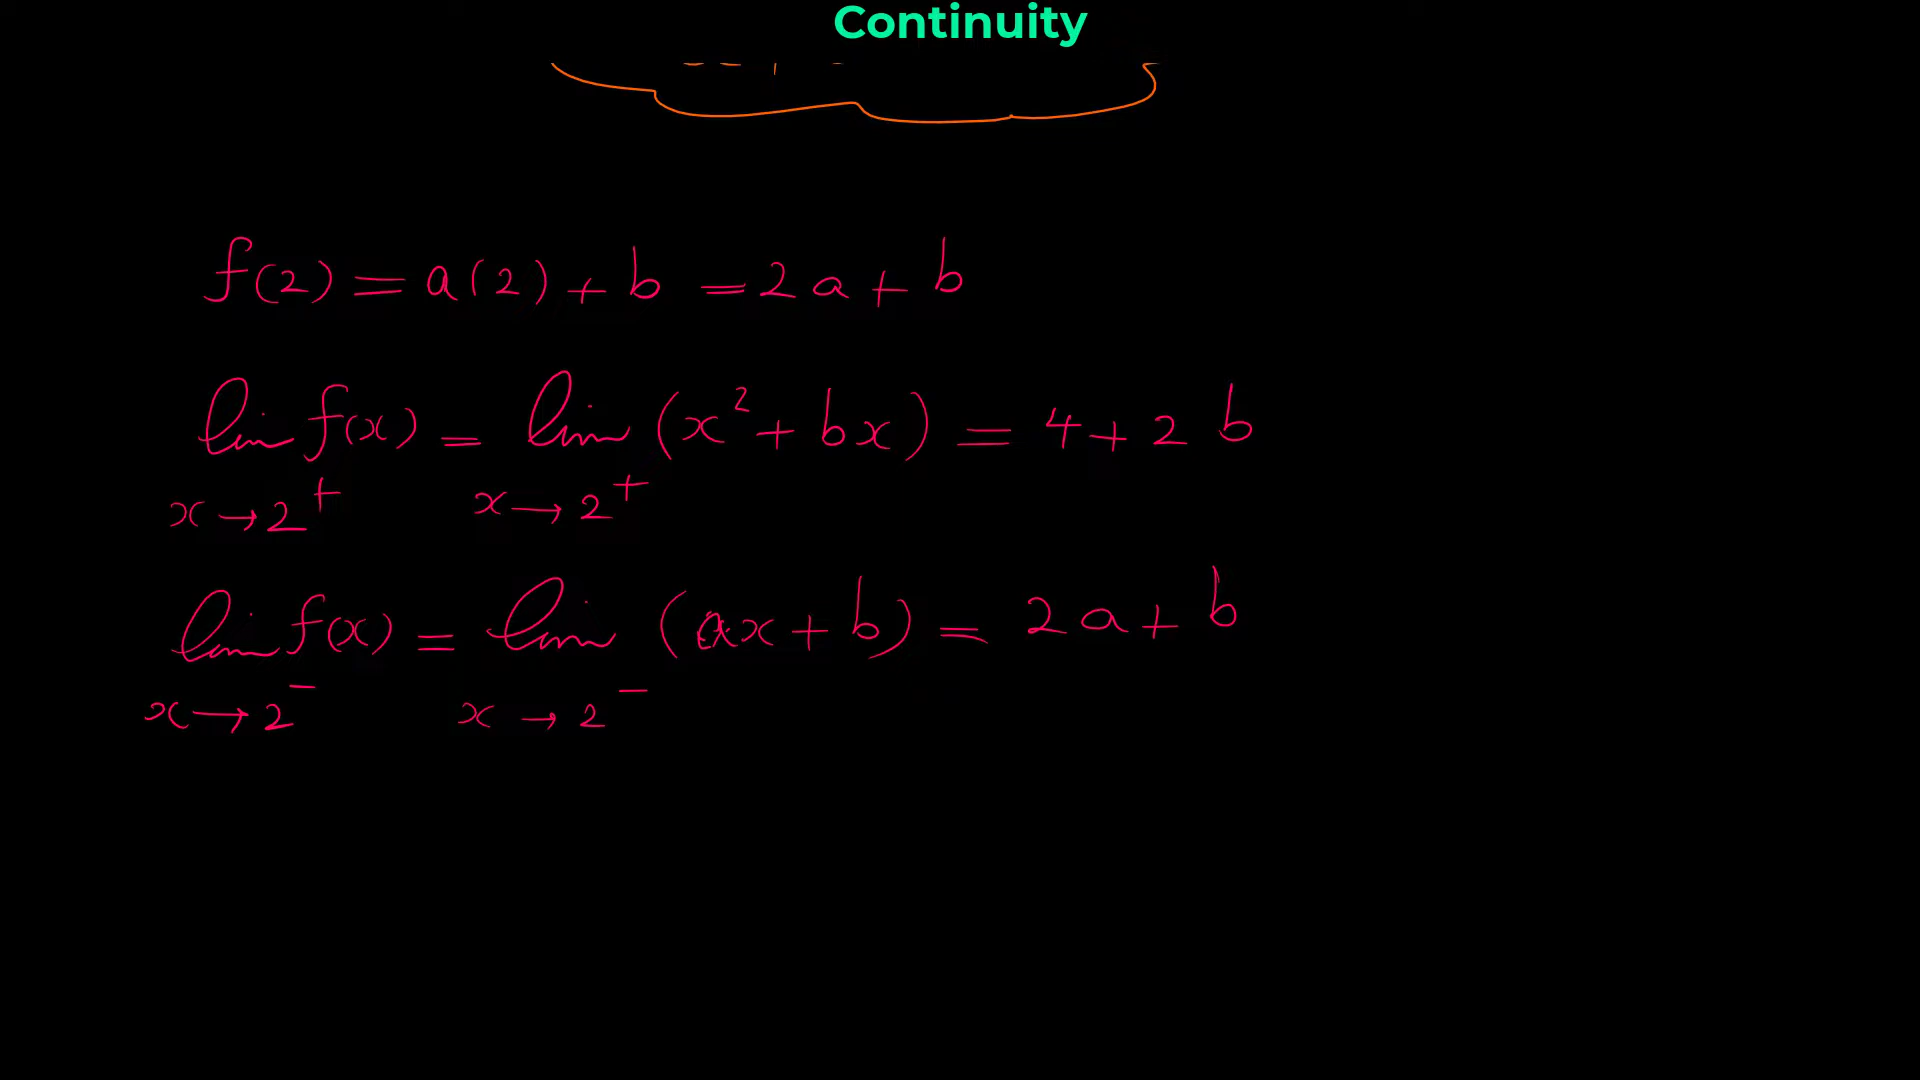 Continuity
f(2) = a(2) + b = 2a + b
lim f(x) = lim (x² + bx) = 4 + 2b
x → 2⁺ x → 2⁺
lim f(x) = lim (ax + b) = 2a + b
x → 2⁻ x → 2⁻